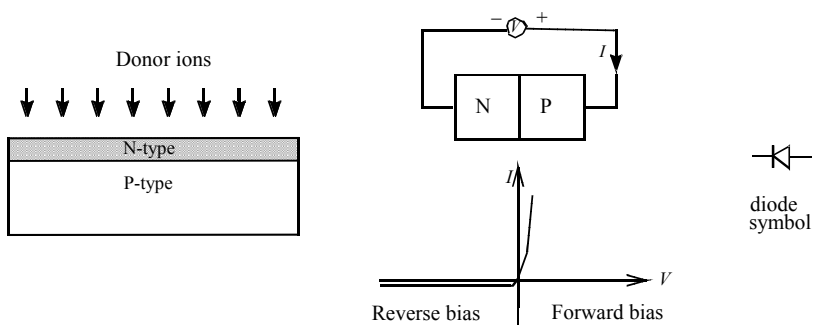 Donor ions
N-type
P-type
− V +
I
N P
I
V
Reverse bias Forward bias
diode
symbol